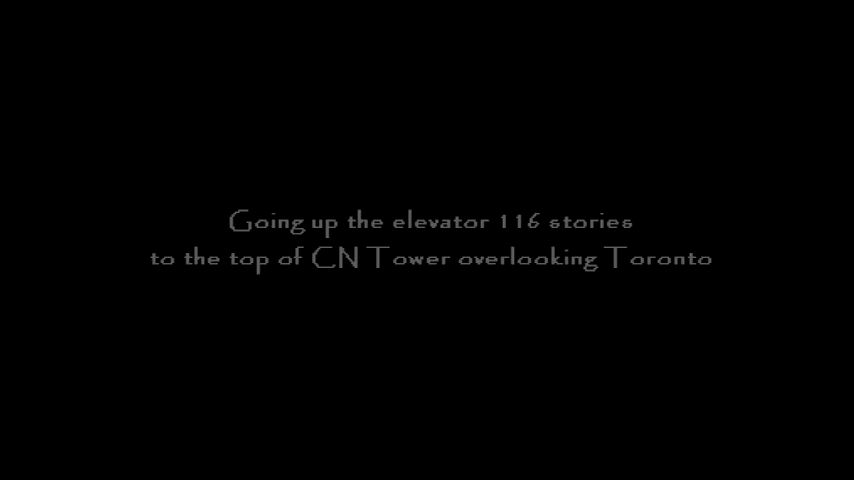 Going up the elevator 116 stories
to the top of CN Tower overlooking Toronto